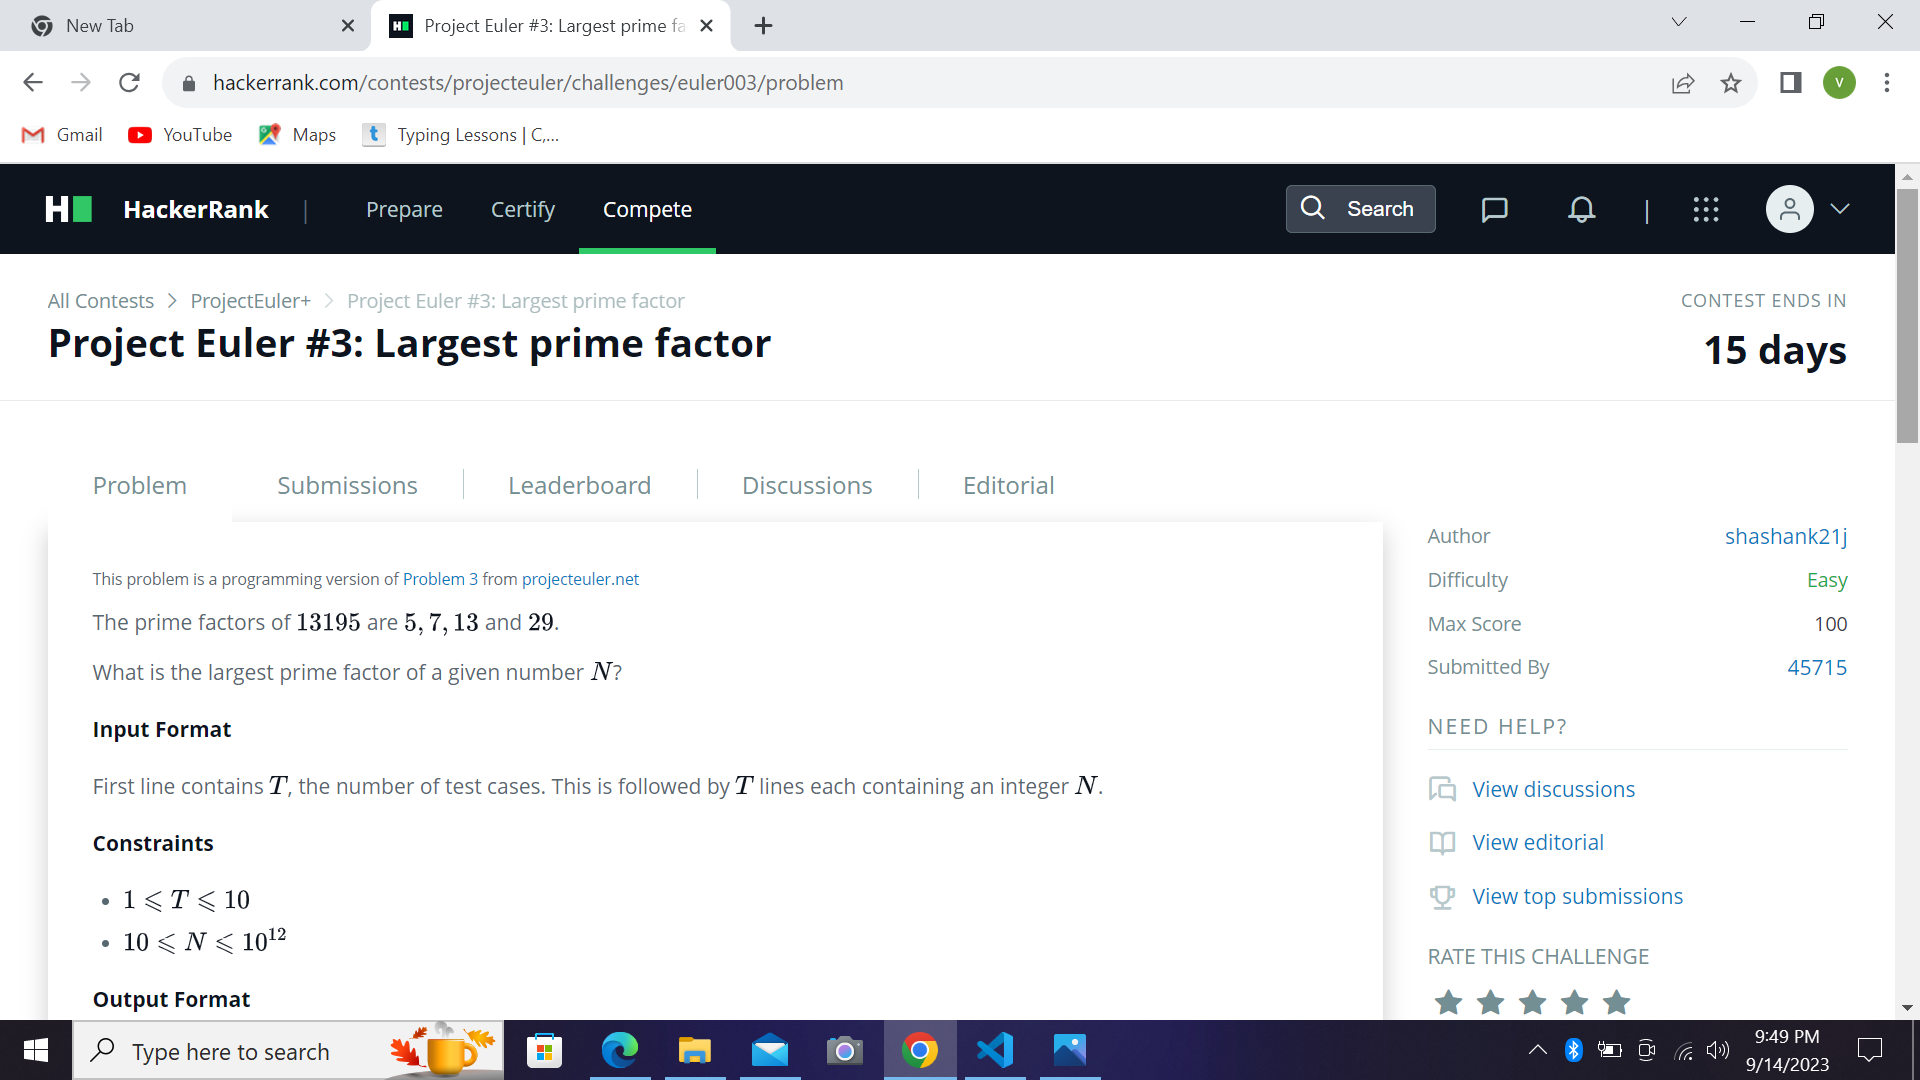 New Tab
Project Euler #3: Largest prime fa
hackerrank.com/contests/projecteuler/challenges/euler003/problem
V
Gmail
YouTube
Maps
Typing Lessons | C,...
HackerRank
Prepare
Certify
Compete
Search
All Contests
ProjectEuler+
Project Euler #3: Largest prime factor
CONTEST ENDS IN
Project Euler #3: Largest prime factor
15 days
Problem
Submissions
Leaderboard
Discussions
Editorial
This problem is a programming version of Problem 3 from projecteuler.net
The prime factors of 13195 are 5, 7, 13 and 29.
What is the largest prime factor of a given number N?
Input Format
First line contains T, the number of test cases. This is followed by T lines each containing an integer N.
Constraints
• 1 ⩽ T ⩽ 10
• 10 ⩽ N ⩽ 10¹²
Output Format
Author shashank21j
Difficulty Easy
Max Score 100
Submitted By 45715
NEED HELP?
View discussions
View editorial
View top submissions
RATE THIS CHALLENGE
Type here to search
9:49 PM
9/14/2023